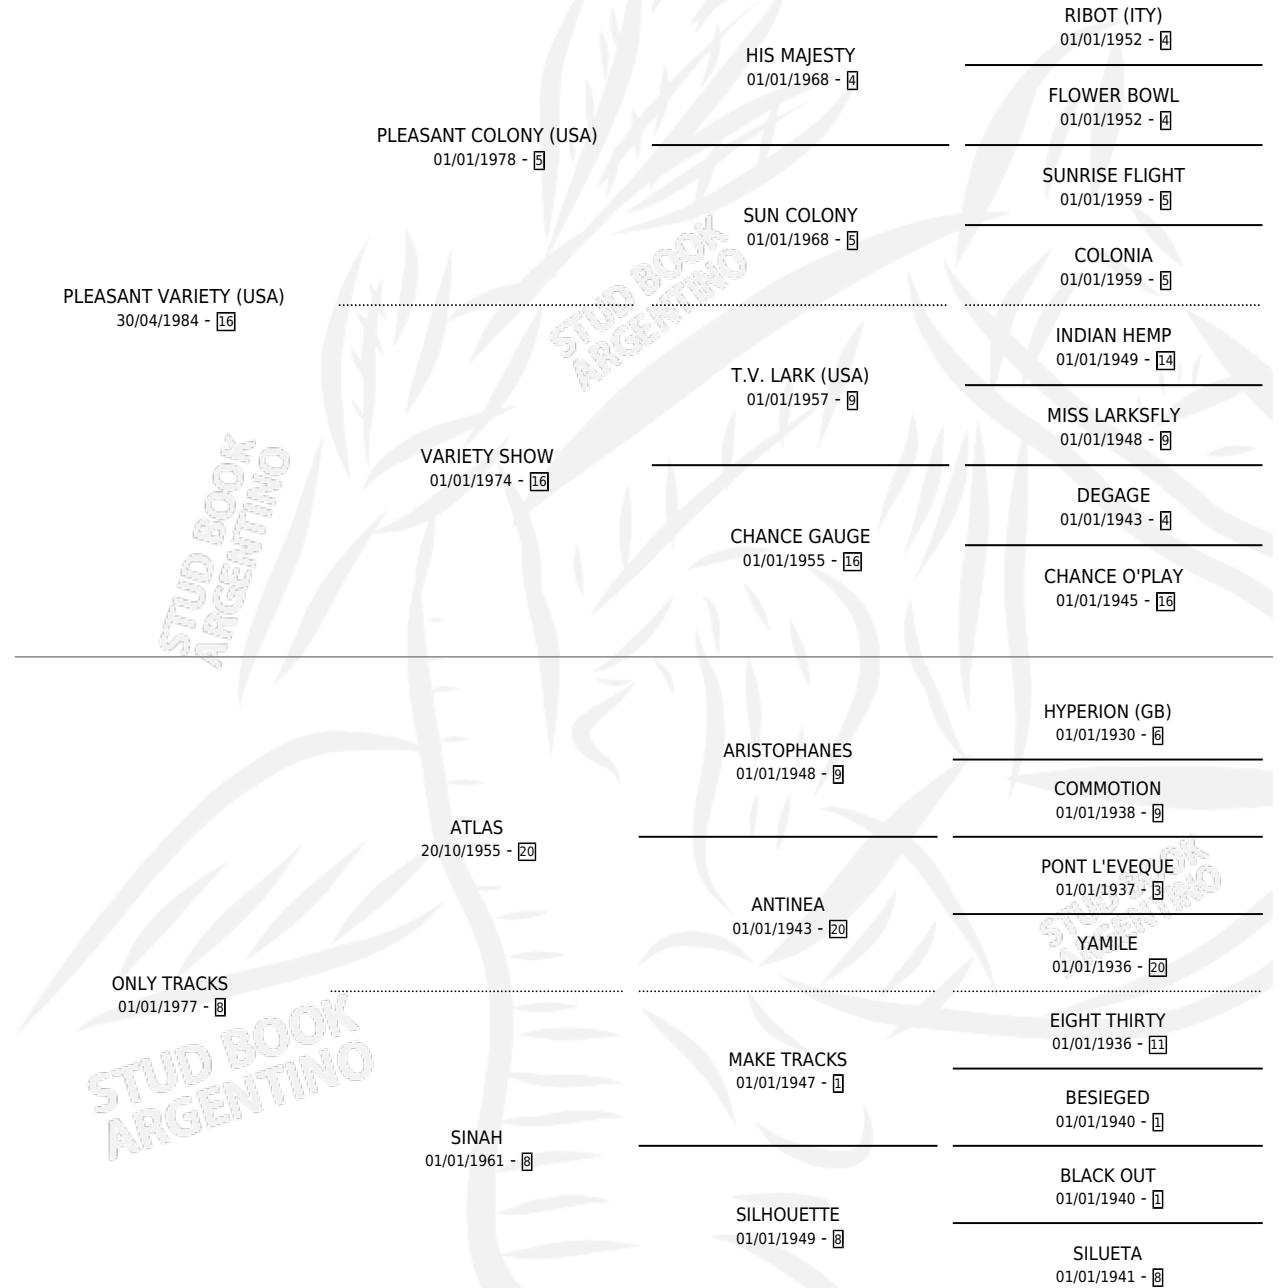 RIBOT (ITY)
01/01/1952 - 4
HIS MAJESTY
01/01/1968 - 4
FLOWER BOWL
01/01/1952 - 4
PLEASANT COLONY (USA)
01/01/1978 - 5
SUNRISE FLIGHT
01/01/1959 - 5
SUN COLONY
01/01/1968 - 5
COLONIA
01/01/1959 - 5
PLEASANT VARIETY (USA)
30/04/1984 - 16
INDIAN HEMP
01/01/1949 - 14
T.V. LARK (USA)
01/01/1957 - 9
MISS LARKSFLY
01/01/1948 - 9
VARIETY SHOW
01/01/1974 - 16
DEGAGE
01/01/1943 - 4
CHANCE GAUGE
01/01/1955 - 16
CHANCE O'PLAY
01/01/1945 - 16
HYPERION (GB)
01/01/1930 - 6
ARISTOPHANES
01/01/1948 - 9
COMMOTION
01/01/1938 - 9
ATLAS
20/10/1955 - 20
PONT L'EVEQUE
01/01/1937 - 3
ANTINEA
01/01/1943 - 20
YAMILE
01/01/1936 - 20
ONLY TRACKS
01/01/1977 - 8
EIGHT THIRTY
01/01/1936 - 11
MAKE TRACKS
01/01/1947 - 1
BESIEGED
01/01/1940 - 1
SINAH
01/01/1961 - 8
BLACK OUT
01/01/1940 - 1
SILHOUETTE
01/01/1949 - 8
SILUETA
01/01/1941 - 8
STUD BOOK
ARGENTINO
STUD BOOK
ARGENTINO
STUD BOOK
ARGENTINO
STUD BOOK
ARGENTINO